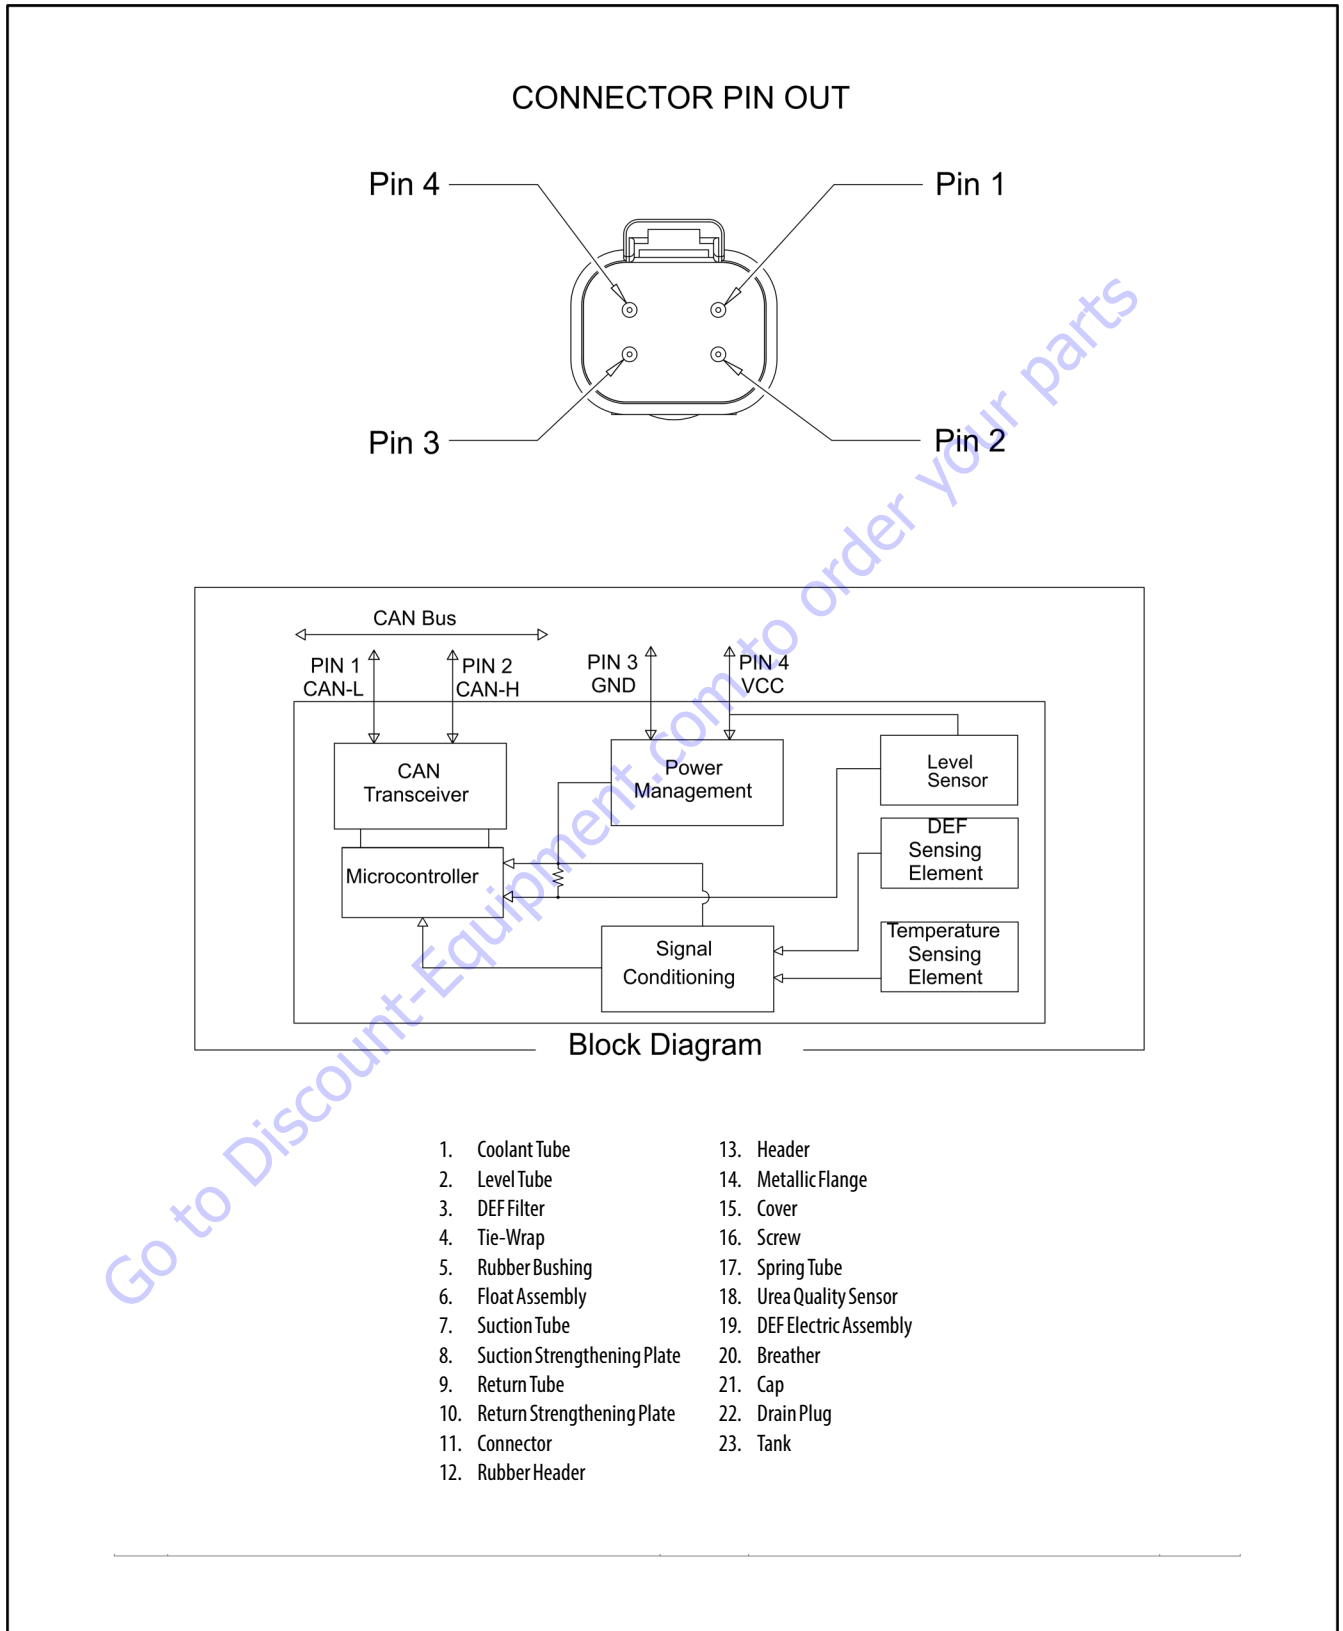 CONNECTOR PIN OUT
Pin 4
Pin 1
Pin 3
Pin 2
CAN Bus
PIN 1
CAN-L
PIN 2
CAN-H
PIN 3
GND
PIN 4
VCC
CAN
Transceiver
Power
Management
Level
Sensor
DEF
Sensing
Element
Microcontroller
Signal
Conditioning
Temperature
Sensing
Element
Block Diagram
1. Coolant Tube
2. Level Tube
3. DEF Filter
4. Tie-Wrap
5. Rubber Bushing
6. Float Assembly
7. Suction Tube
8. Suction Strengthening Plate
9. Return Tube
10. Return Strengthening Plate
11. Connector
12. Rubber Header
13. Header
14. Metallic Flange
15. Cover
16. Screw
17. Spring Tube
18. Urea Quality Sensor
19. DEF Electric Assembly
20. Breather
21. Cap
22. Drain Plug
23. Tank
Go to Discount-Equipment.com to order your parts